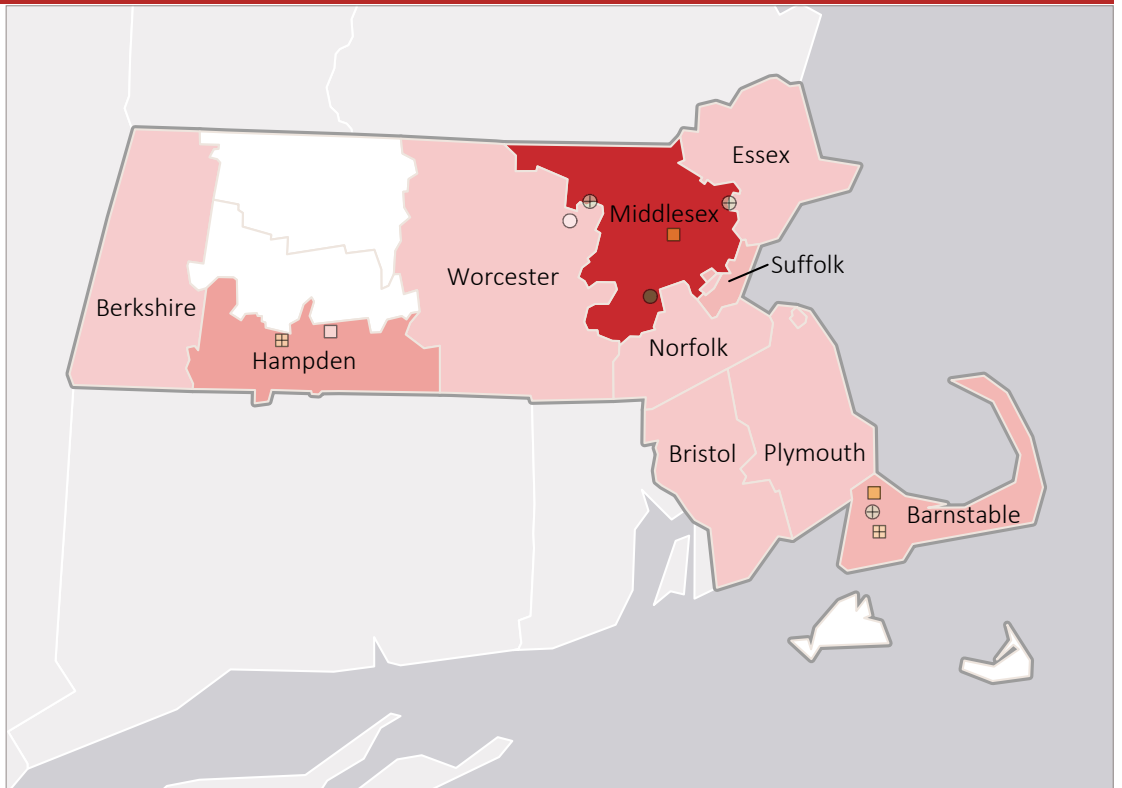 Essex
Middlesex
Suffolk
Worcester
Berkshire
Norfolk
Hampden
Bristol
Plymouth
Barnstable